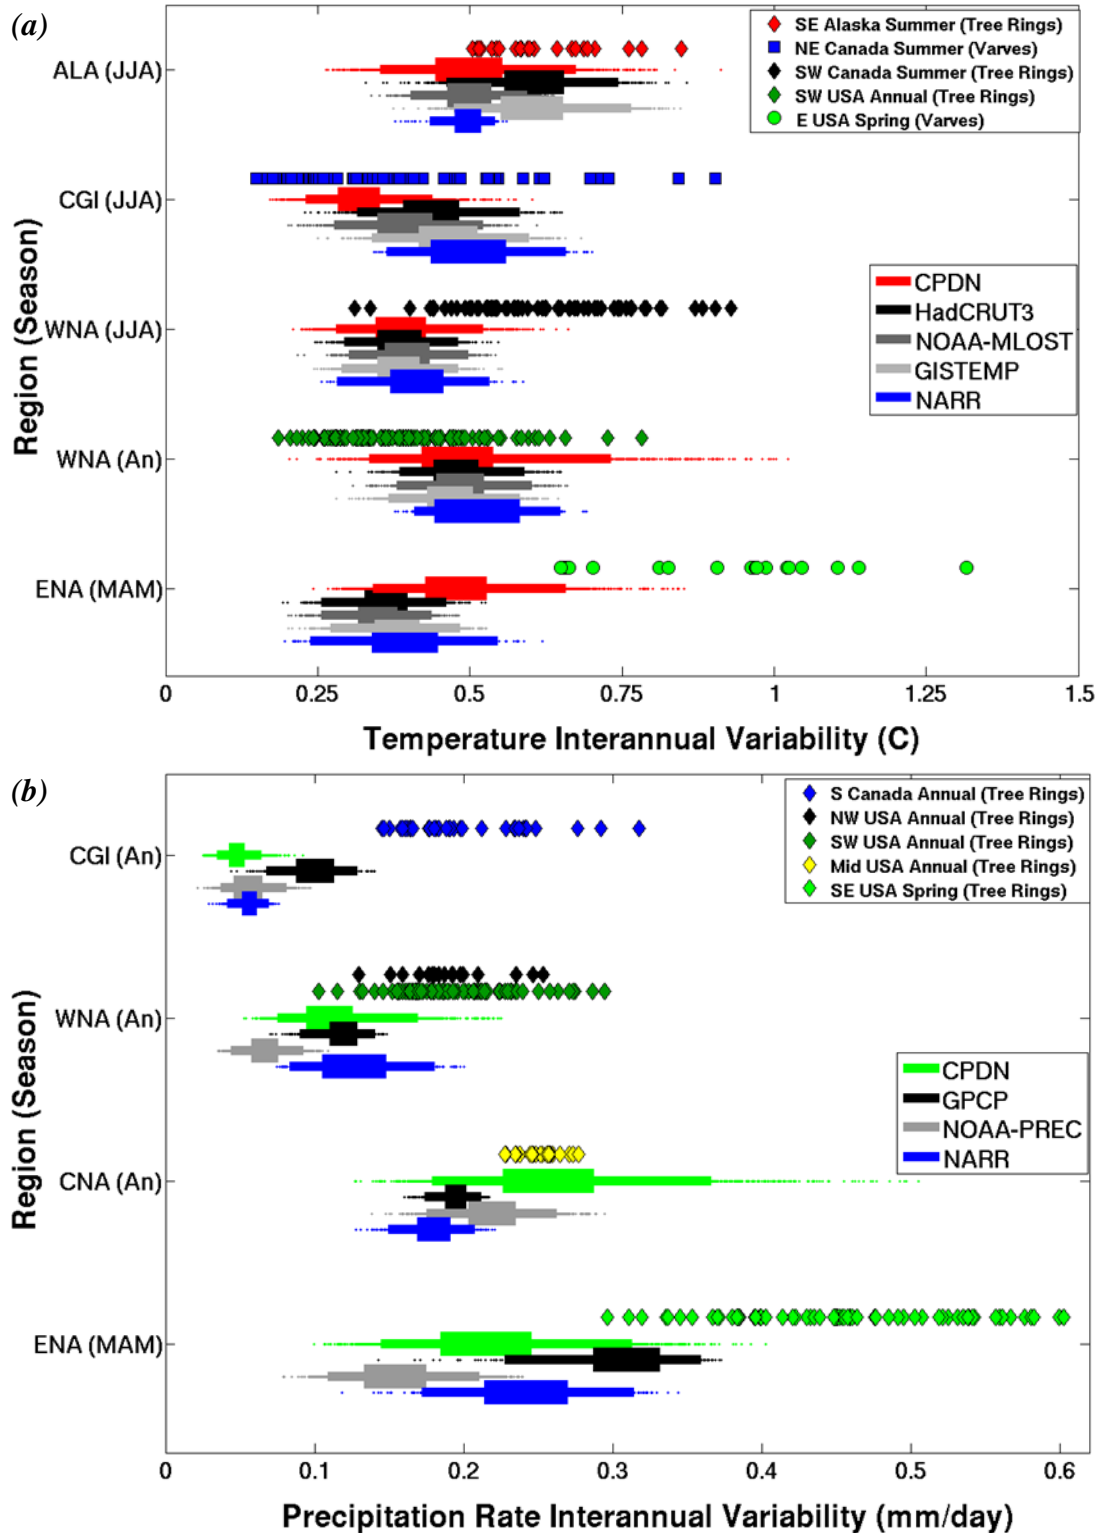 (a)
SE Alaska Summer (Tree Rings)
NE Canada Summer (Varves)
SW Canada Summer (Tree Rings)
SW USA Annual (Tree Rings)
E USA Spring (Varves)
ALA (JJA)
CGI (JJA)
WNA (JJA)
WNA (An)
ENA (MAM)
Region (Season)
CPDN
HadCRUT3
NOAA-MLOST
GISTEMP
NARR
0 0.25 0.5 0.75 1 1.25 1.5
Temperature Interannual Variability (C)
(b)
S Canada Annual (Tree Rings)
NW USA Annual (Tree Rings)
SW USA Annual (Tree Rings)
Mid USA Annual (Tree Rings)
SE USA Spring (Tree Rings)
CGI (An)
WNA (An)
CNA (An)
ENA (MAM)
Region (Season)
CPDN
GPCP
NOAA-PREC
NARR
0 0.1 0.2 0.3 0.4 0.5 0.6
Precipitation Rate Interannual Variability (mm/day)